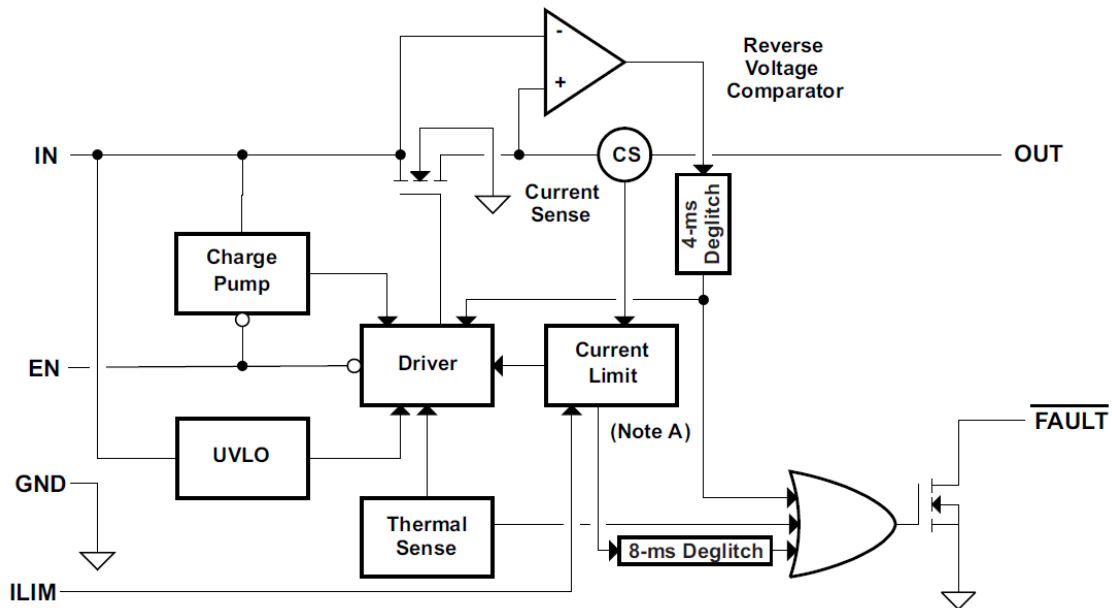 -
+
Reverse
Voltage
Comparator
IN
CS
OUT
Current
Sense
4-ms
Deglitch
Charge
Pump
EN
Driver
Current
Limit
(Note A)
FAULT
UVLO
GND
Thermal
Sense
8-ms Deglitch
ILIM